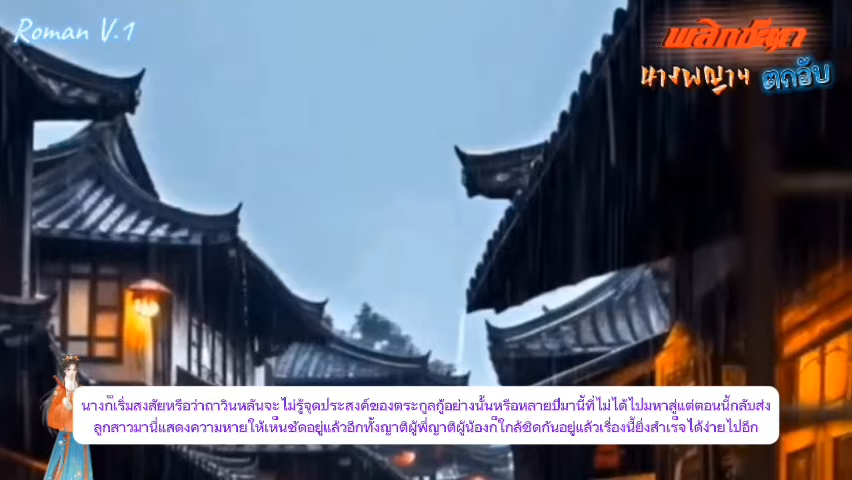 Roman V.1
พลิกชะตา
นางพญาฯ ตกอับ
นางก็เริ่มสงสัยหรือว่าถาวินหลันจะไม่รู้จุดประสงค์ของตระกูลกู้อย่างนั้นหรือหลายปีมานี้ที่ไม่ได้ไปมหาสู่แต่ตอนนี้กลับส่ง
ลูกสาวมานี่แสดงความหายให้เห็นชัดอยู่แล้วอีกทั้งญาติผู้พี่ญาติผู้น้องก็ใกล้ชิดกันอยู่แล้วเรื่องนี้ยิ่งสำเร็จได้ง่ายไปอีก